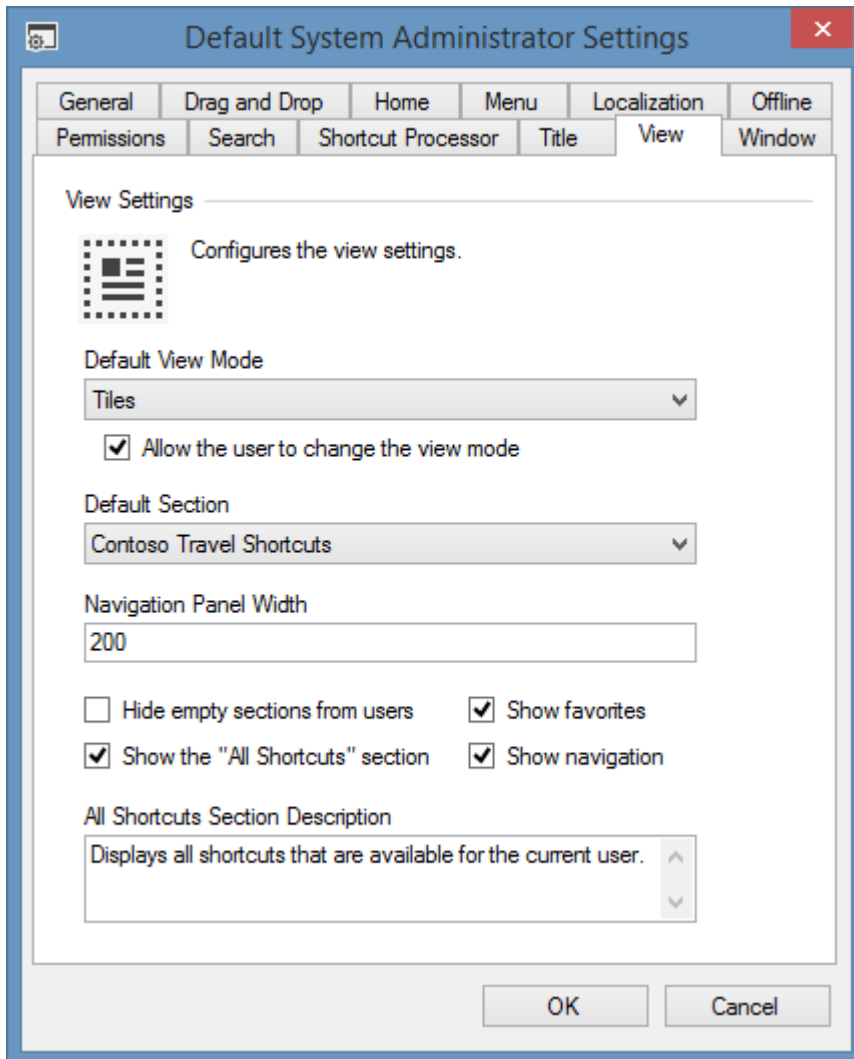 Default System Administrator Settings
General Drag and Drop Home Menu Localization Offline
Permissions Search Shortcut Processor Title View Window
View Settings
Configures the view settings.
Default View Mode
Tiles
Allow the user to change the view mode
Default Section
Contoso Travel Shortcuts
Navigation Panel Width
200
Hide empty sections from users Show favorites
Show the "All Shortcuts" section Show navigation
All Shortcuts Section Description
Displays all shortcuts that are available for the current user.
OK Cancel